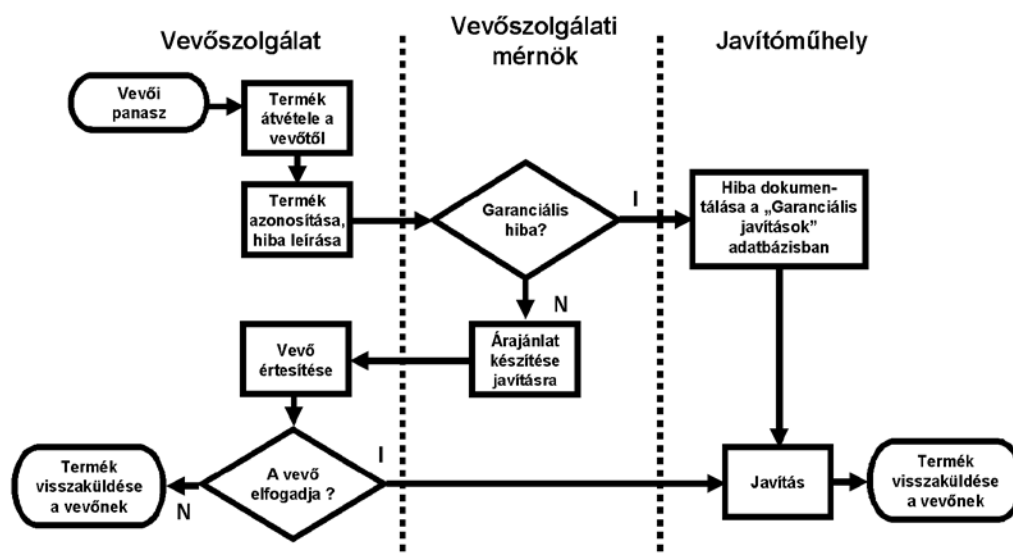 Vevőszolgálat
Vevőszolgálati
mérnök
Javítóműhely
Vevői
panasz
Termék
átvétele a
vevőtől
Termék
azonosítása,
hiba leírása
Garanciális
hiba?
I
Hiba dokumen-
tálása a „Garanciális
javítások”
adatbázisban
N
Árajánlat
készítése
javításra
Vevő
értesítése
A vevő
elfogadja ?
I
N
Termék
visszaküldése
a vevőnek
Javítás
Termék
visszaküldése
a vevőnek